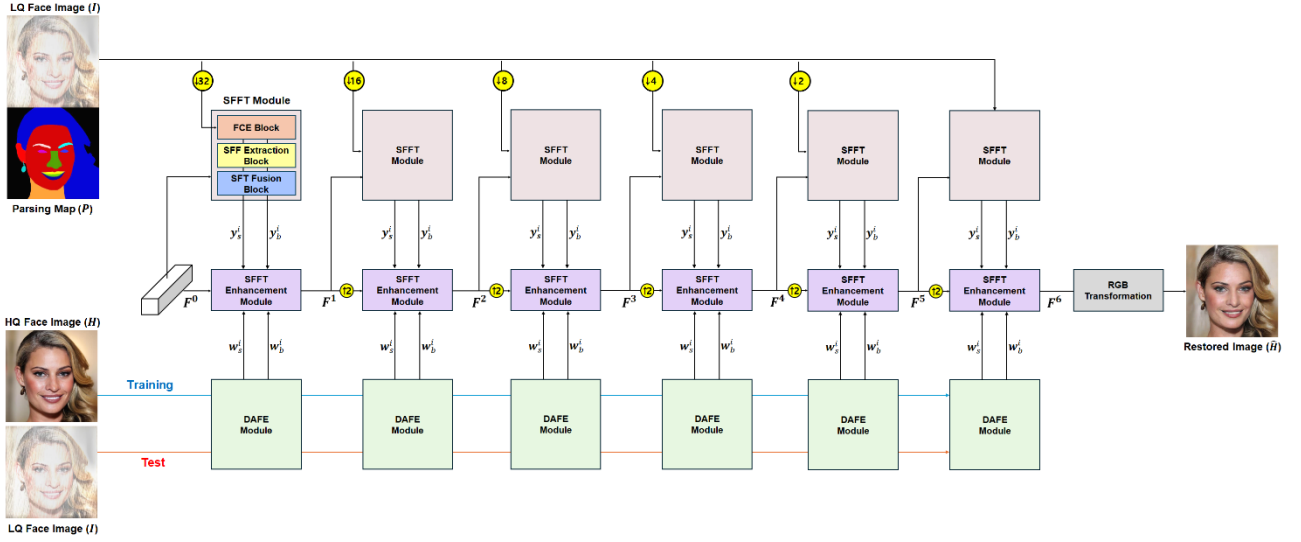 LQ Face Image (I)
Parsing Map (P)
↓32
↓16
↓8
↓4
↓2
SFFT Module
FCE Block
SFF Extraction
Block
SFT Fusion
Block
SFFT
Module
SFFT
Module
SFFT
Module
SFFT
Module
SFFT
Module
y_s^i
y_b^i
y_s^i
y_b^i
y_s^i
y_b^i
y_s^i
y_b^i
y_s^i
y_b^i
y_s^i
y_b^i
F^0
SFFT
Enhancement
Module
F^1
↑2
SFFT
Enhancement
Module
F^2
↑2
SFFT
Enhancement
Module
F^3
↑2
SFFT
Enhancement
Module
F^4
↑2
SFFT
Enhancement
Module
F^5
↑2
SFFT
Enhancement
Module
F^6
RGB
Transformation
Restored Image (H̄)
HQ Face Image (H)
w_s^i
w_b^i
w_s^i
w_b^i
w_s^i
w_b^i
w_s^i
w_b^i
w_s^i
w_b^i
w_s^i
w_b^i
Training
Test
DAFE
Module
DAFE
Module
DAFE
Module
DAFE
Module
DAFE
Module
DAFE
Module
LQ Face Image (I)